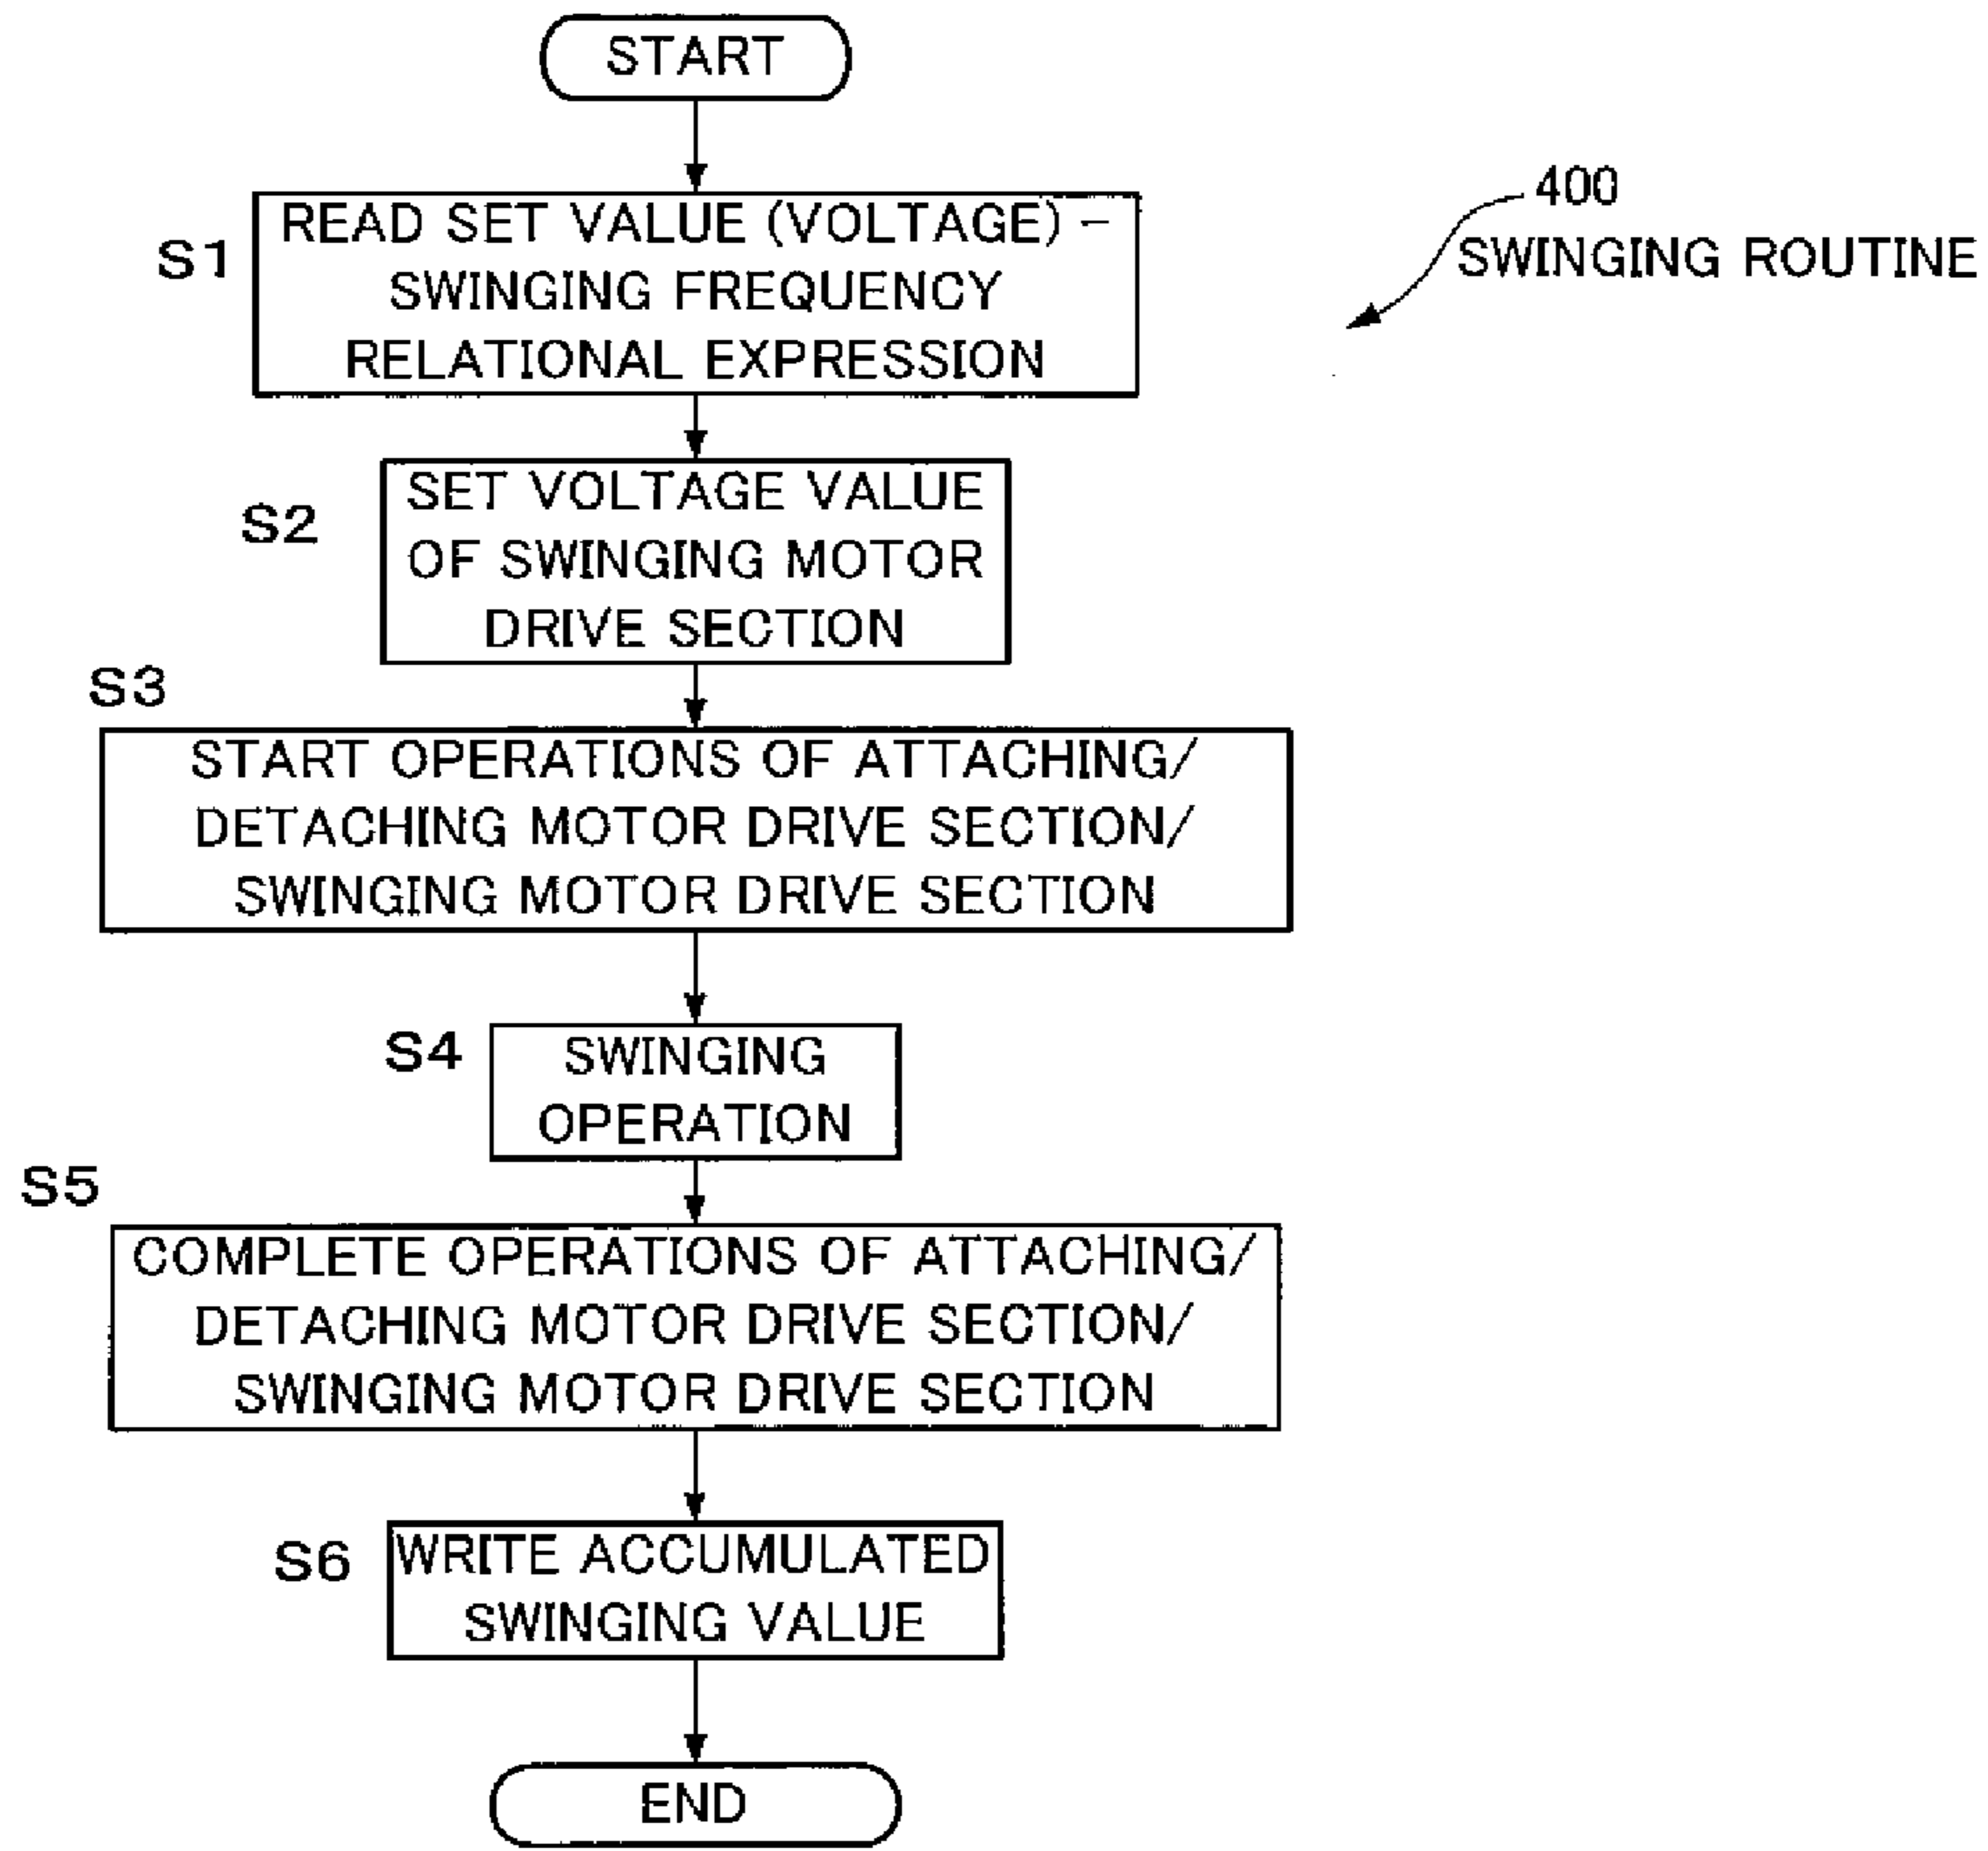 START
400
SWINGING ROUTINE
S1
READ SET VALUE (VOLTAGE) -
SWINGING FREQUENCY
RELATIONAL EXPRESSION
S2
SET VOLTAGE VALUE
OF SWINGING MOTOR
DRIVE SECTION
S3
START OPERATIONS OF ATTACHING/
DETACHING MOTOR DRIVE SECTION/
SWINGING MOTOR DRIVE SECTION
S4
SWINGING
OPERATION
S5
COMPLETE OPERATIONS OF ATTACHING/
DETACHING MOTOR DRIVE SECTION/
SWINGING MOTOR DRIVE SECTION
S6
WRITE ACCUMULATED
SWINGING VALUE
END